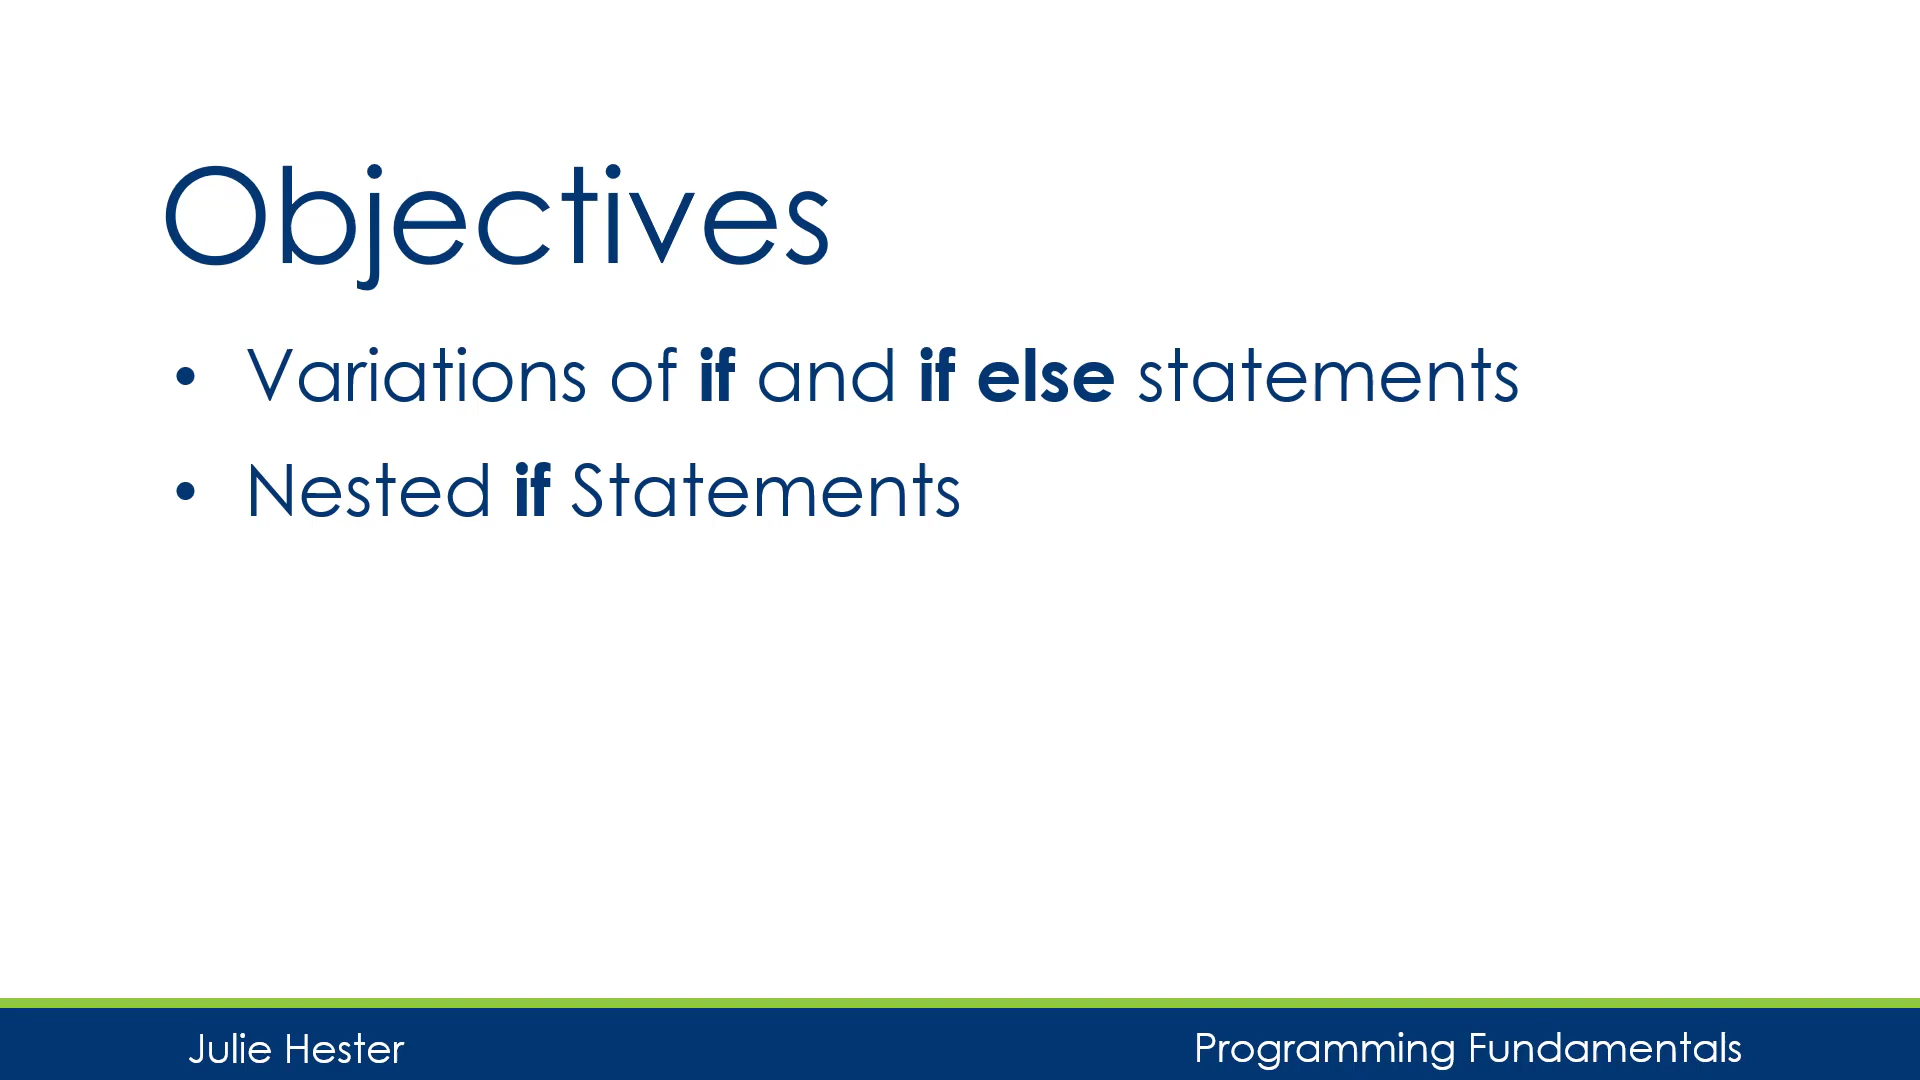 Objectives
• Variations of if and if else statements
• Nested if Statements
Julie Hester
Programming Fundamentals